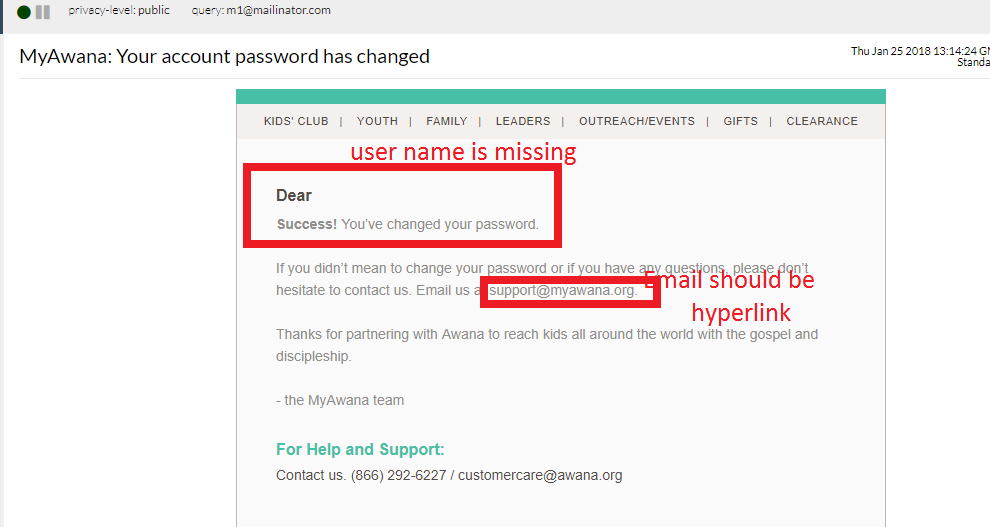 privacy-level: public query: m1@mailinator.com
MyAwana: Your account password has changed
Thu Jan 25 2018 13:14:24
Standa
KIDS' CLUB | YOUTH | FAMILY | LEADERS | OUTREACH/EVENTS | GIFTS | CLEARANCE
user name is missing
Dear
Success! You've changed your password.
If you didn't mean to change your password or if you have any questions, please don't
hesitate to contact us. Email us a support@myawana.org.
Email should be
hyperlink
Thanks for partnering with Awana to reach kids all around the world with the gospel and
discipleship.
- the MyAwana team
For Help and Support:
Contact us. (866) 292-6227 / customercare@awana.org